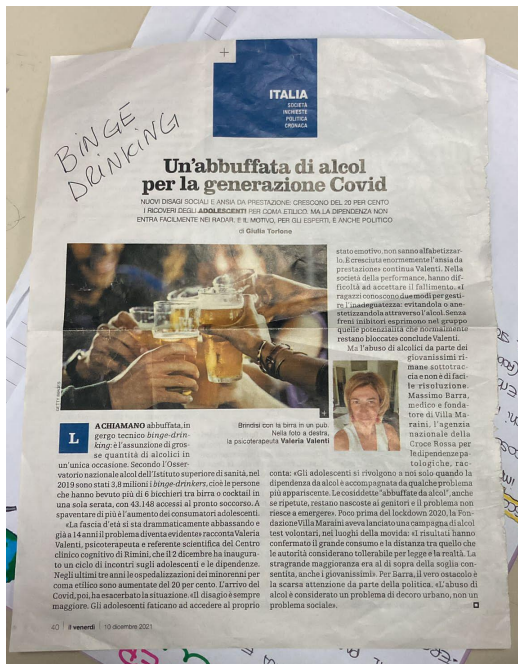 BINGE
DRINKING
ITALIA
SOCIETÀ
INCHIESTE
POLITICA
CRONACA
Un'abbuffata di alcol
per la generazione Covid
NUOVI DISAGI SOCIALI E ANSIA DA PRESTAZIONE: CRESCONO DEL 20 PER CENTO
I RICOVERI DEGLI ADOLESCENTI PER COMA ETILICO. MA LA DIPENDENZA NON
ENTRA FACILMENTE NEI RADAR. E IL MOTIVO, PER GLI ESPERTI, È ANCHE POLITICO
di Giulia Torlone
Brindisi con la birra in un pub.
Nella foto a destra,
la psicoterapeuta Valeria Valenti
LA CHIAMANO abbuffata, in
gergo tecnico binge-drin-
king: è l'assunzione di gros-
se quantità di alcolici in
un'unica occasione. Secondo l'Osser-
vatorio nazionale alcol dell'Istituto superiore di sanità, nel
2019 sono stati 3,8 milioni i binge-drinkers, cioè le persone
che hanno bevuto più di 6 bicchieri tra birra o cocktail in
una sola serata, con 43.148 accessi al pronto soccorso. A
spaventare di più è l'aumento dei consumatori adolescenti.
«La fascia d'età si sta drammaticamente abbassando e
già a 14 anni il problema diventa evidente» racconta Valeria
Valenti, psicoterapeuta e referente scientifica del Centro
clinico cognitivo di Rimini, che il 2 dicembre ha inaugura-
to un ciclo di incontri sugli adolescenti e le dipendenze.
Negli ultimi tre anni le ospedalizzazioni dei minorenni per
coma etilico sono aumentate del 20 per cento. L'arrivo del
Covid, poi, ha esacerbato la situazione. «Il disagio è sempre
maggiore. Gli adolescenti faticano ad accedere al proprio
stato emotivo, non sanno alfabetizzar-
lo. È cresciuta enormemente l'ansia da
prestazione» continua Valenti. Nella
società della performance, hanno dif-
ficoltà ad accettare il fallimento. «I
ragazzi conoscono due modi per gesti-
re l'inadeguatezza: evitandola o ane-
stetizzandola attraverso l'alcol. Senza
freni inibitori esprimono nel gruppo
quelle potenzialità che normalmente
restano bloccate» conclude Valenti.
Ma l'abuso di alcolici da parte dei
giovanissimi ri-
mane sottotrac-
cia e non è di faci-
le risoluzione.
Massimo Barra,
medico e fonda-
tore di Villa Ma-
raini, l'agenzia
nazionale della
Croce Rossa per
le dipendenze pa-
tologiche, rac-
conta: «Gli adolescenti si rivolgono a noi solo quando la
dipendenza da alcol è accompagnata da qualche problema
più appariscente. Le cosiddette "abbuffate da alcol", anche
se ripetute, restano nascoste ai genitori e il problema non
riesce a emergere». Poco prima del lockdown 2020, la Fon-
dazione Villa Maraini aveva lanciato una campagna di alcol
test volontari, nei luoghi della movida: «I risultati hanno
confermato il grande consumo e la distanza tra quello che
le autorità considerano tollerabile per legge e la realtà. La
stragrande maggioranza era al di sopra della soglia con-
sentita, anche i giovanissimi». Per Barra, il vero ostacolo è
la scarsa attenzione da parte della politica. «L'abuso di
alcol è considerato un problema di decoro urbano, non un
problema sociale».
40 | il venerdì | 10 dicembre 2021